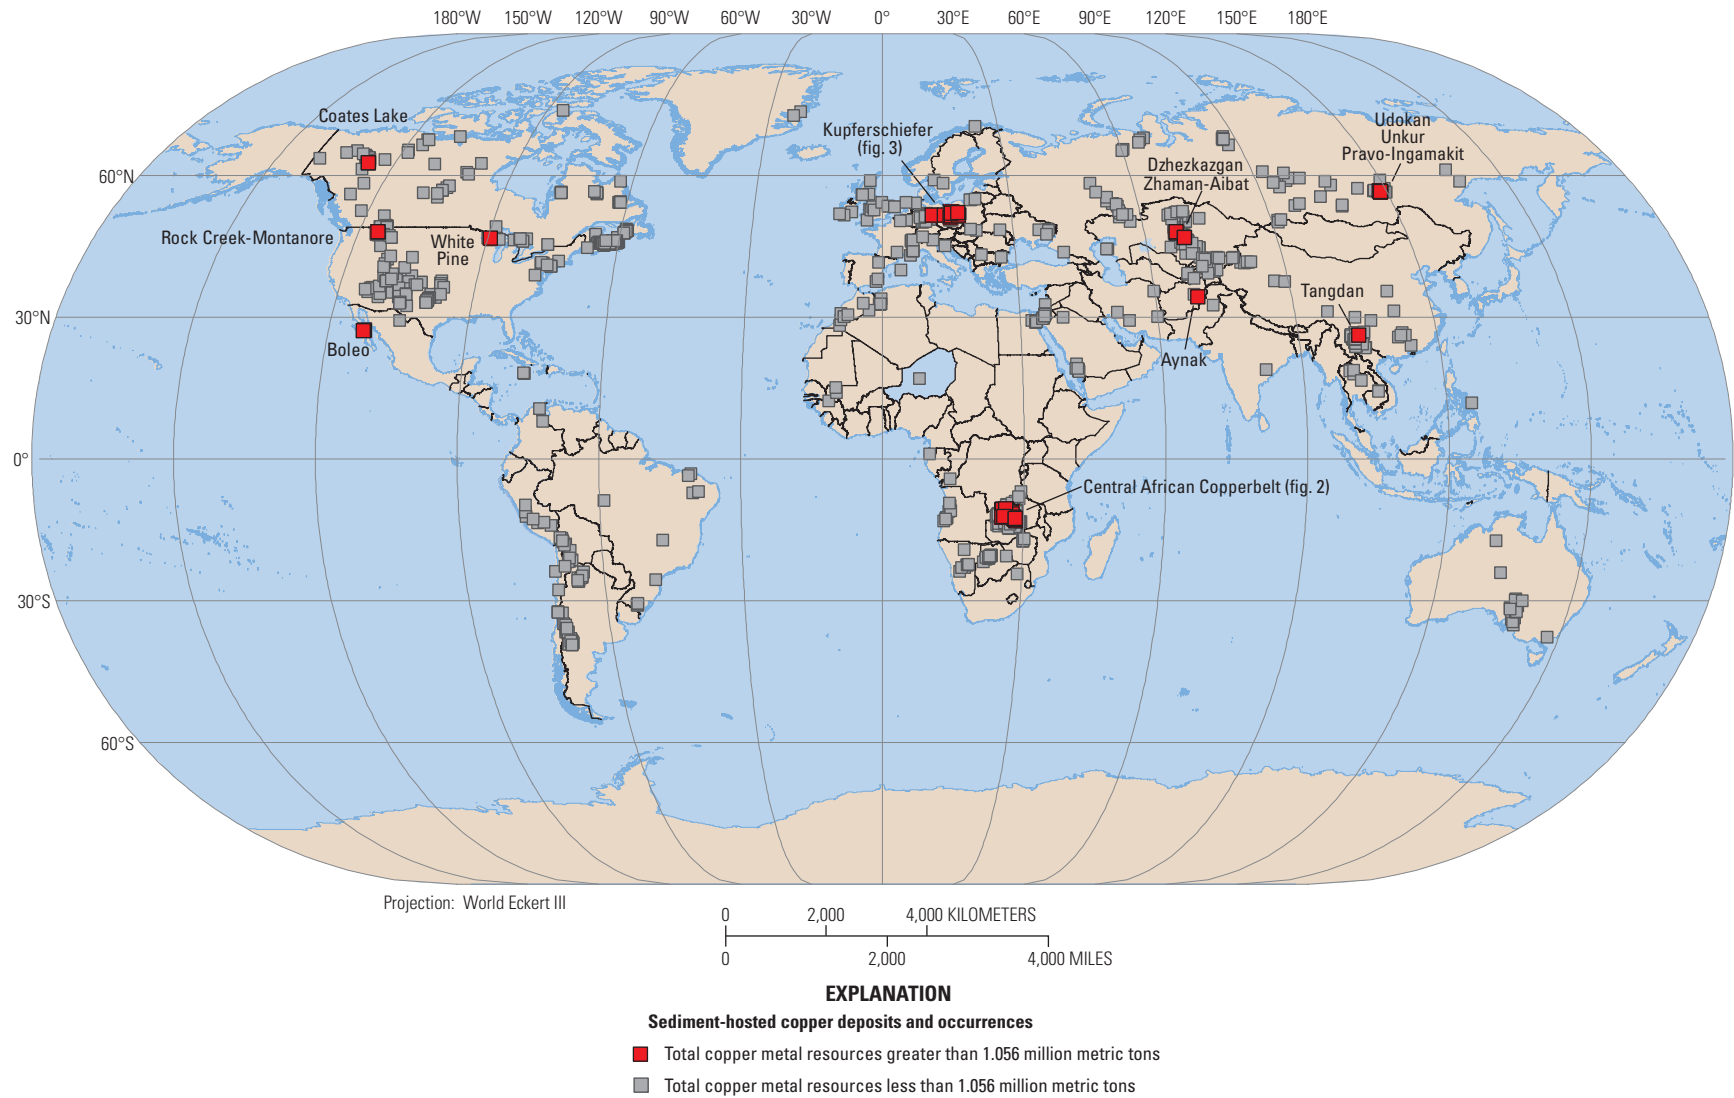 180°W 150°W 120°W 90°W 60°W 30°W 0° 30°E 60°E 90°E 120°E 150°E 180°E
Coates Lake
Kupferschiefer
(fig. 3)
Udokan
Unkur
Pravo-Ingamakit
Dzhezkazgan
Zhaman-Aibat
60°N
Rock Creek-Montanore
White
Pine
Tangdan
30°N
Boleo
Aynak
0°
Central African Copperbelt (fig. 2)
30°S
60°S
Projection: World Eckert III
0 2,000 4,000 KILOMETERS
0 2,000 4,000 MILES
EXPLANATION
Sediment-hosted copper deposits and occurrences
Total copper metal resources greater than 1.056 million metric tons
Total copper metal resources less than 1.056 million metric tons